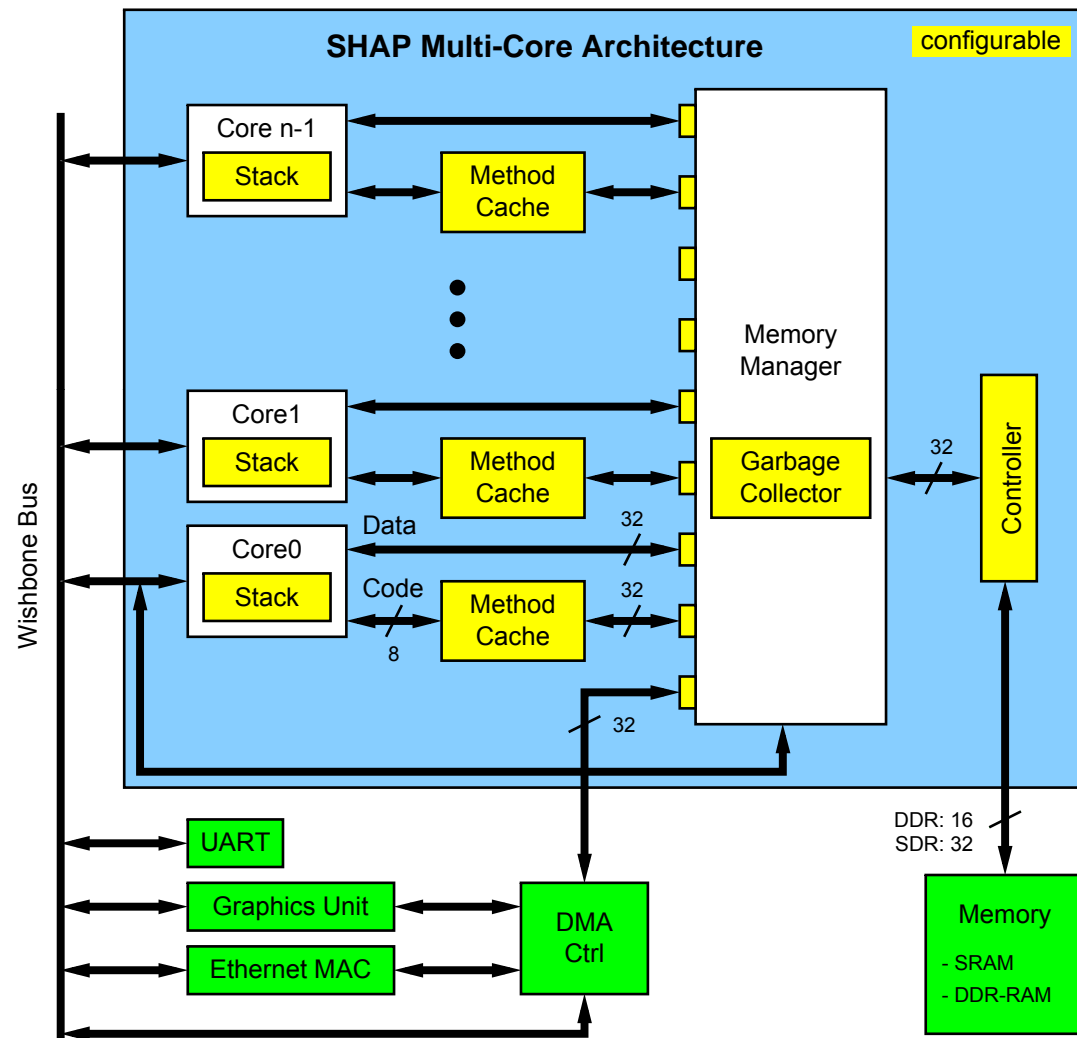 SHAP Multi-Core Architecture
configurable
Core n-1
Stack
Method
Cache
Memory
Manager
Core1
Stack
Method
Cache
Garbage
Collector
32
Controller
Wishbone Bus
Core0
Stack
Data
32
Code
8
Method
Cache
32
32
DDR: 16
SDR: 32
UART
Graphics Unit
Ethernet MAC
DMA
Ctrl
Memory
- SRAM
- DDR-RAM